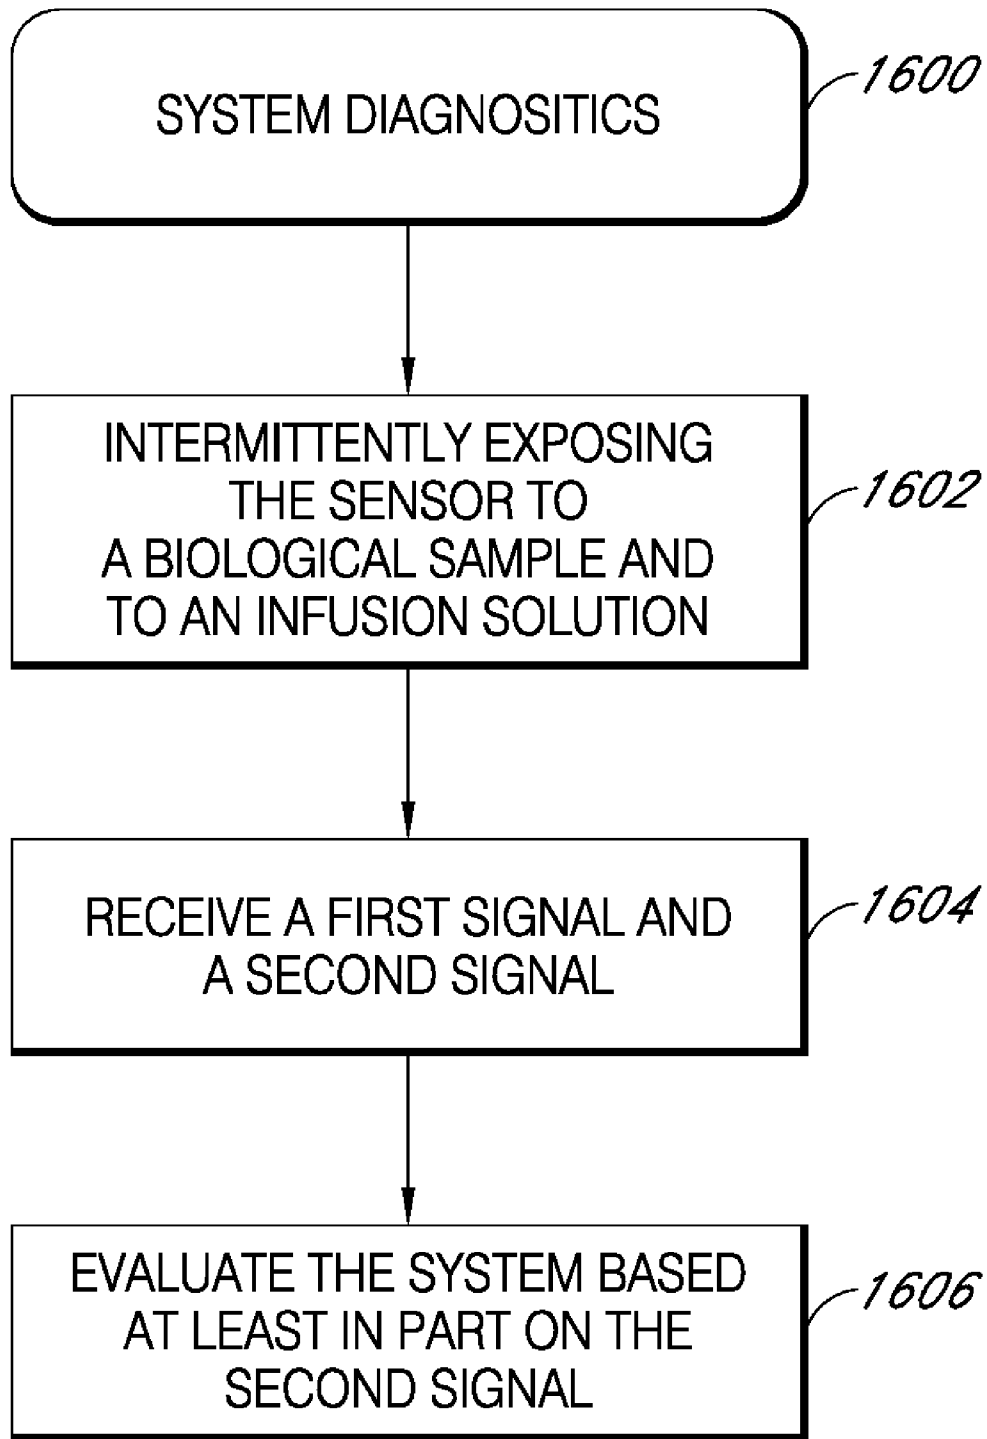 SYSTEM DIAGNOSITICS
1600
INTERMITTENTLY EXPOSING
THE SENSOR TO
A BIOLOGICAL SAMPLE AND
TO AN INFUSION SOLUTION
1602
RECEIVE A FIRST SIGNAL AND
A SECOND SIGNAL
1604
EVALUATE THE SYSTEM BASED
AT LEAST IN PART ON THE
SECOND SIGNAL
1606